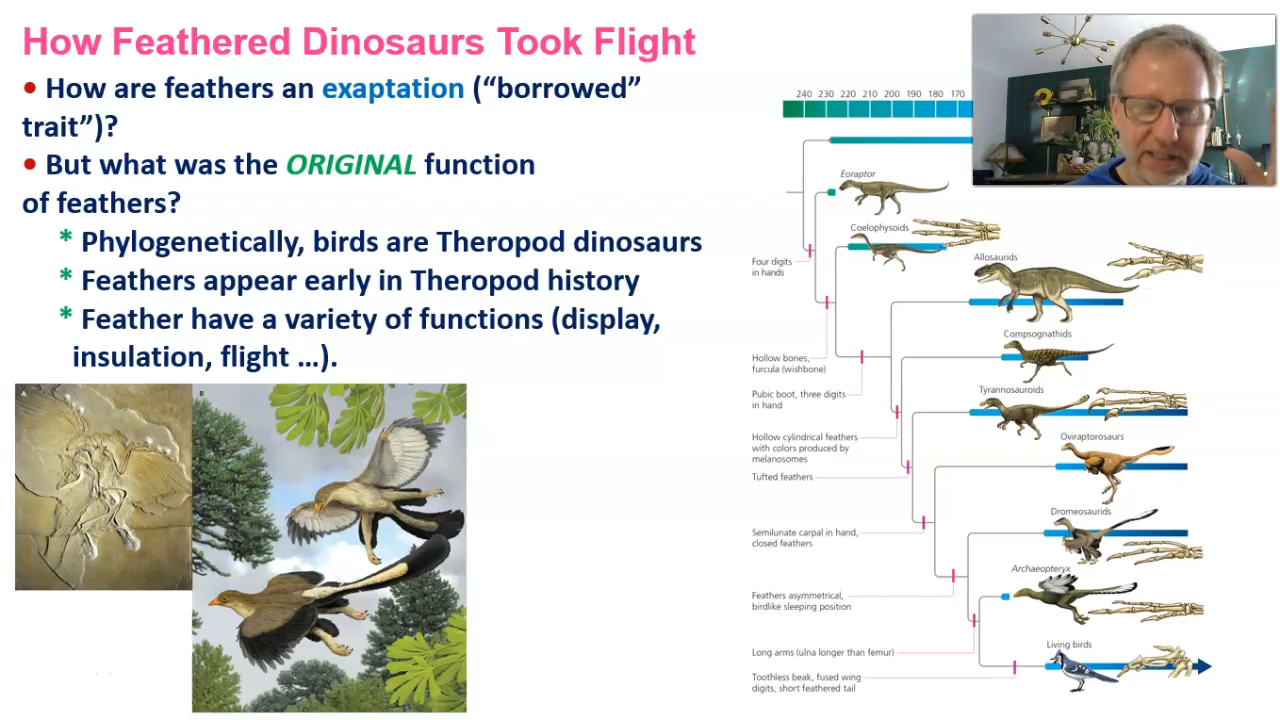 How Feathered Dinosaurs Took Flight
• How are feathers an exaptation (“borrowed”
trait”)?
• But what was the ORIGINAL function
of feathers?
* Phylogenetically, birds are Theropod dinosaurs
* Feathers appear early in Theropod history
* Feather have a variety of functions (display,
insulation, flight ...).
A
B
240 230 220 210 200 190 180 170
Eoraptor
Coelophysoids
Four digits
in hands
Allosaurids
Compsognathids
Hollow bones,
furcula (wishbone)
Pubic boot, three digits
in hand
Tyrannosauroids
Hollow cylindrical feathers
with colors produced by
melanosomes
Oviraptorosaurs
Tufted feathers
Dromeosaurids
Semilunate carpal in hand,
closed feathers
Archaeopteryx
Feathers asymmetrical,
birdlike sleeping position
Living birds
Long arms (ulna longer than femur)
Toothless beak, fused wing
digits, short feathered tail